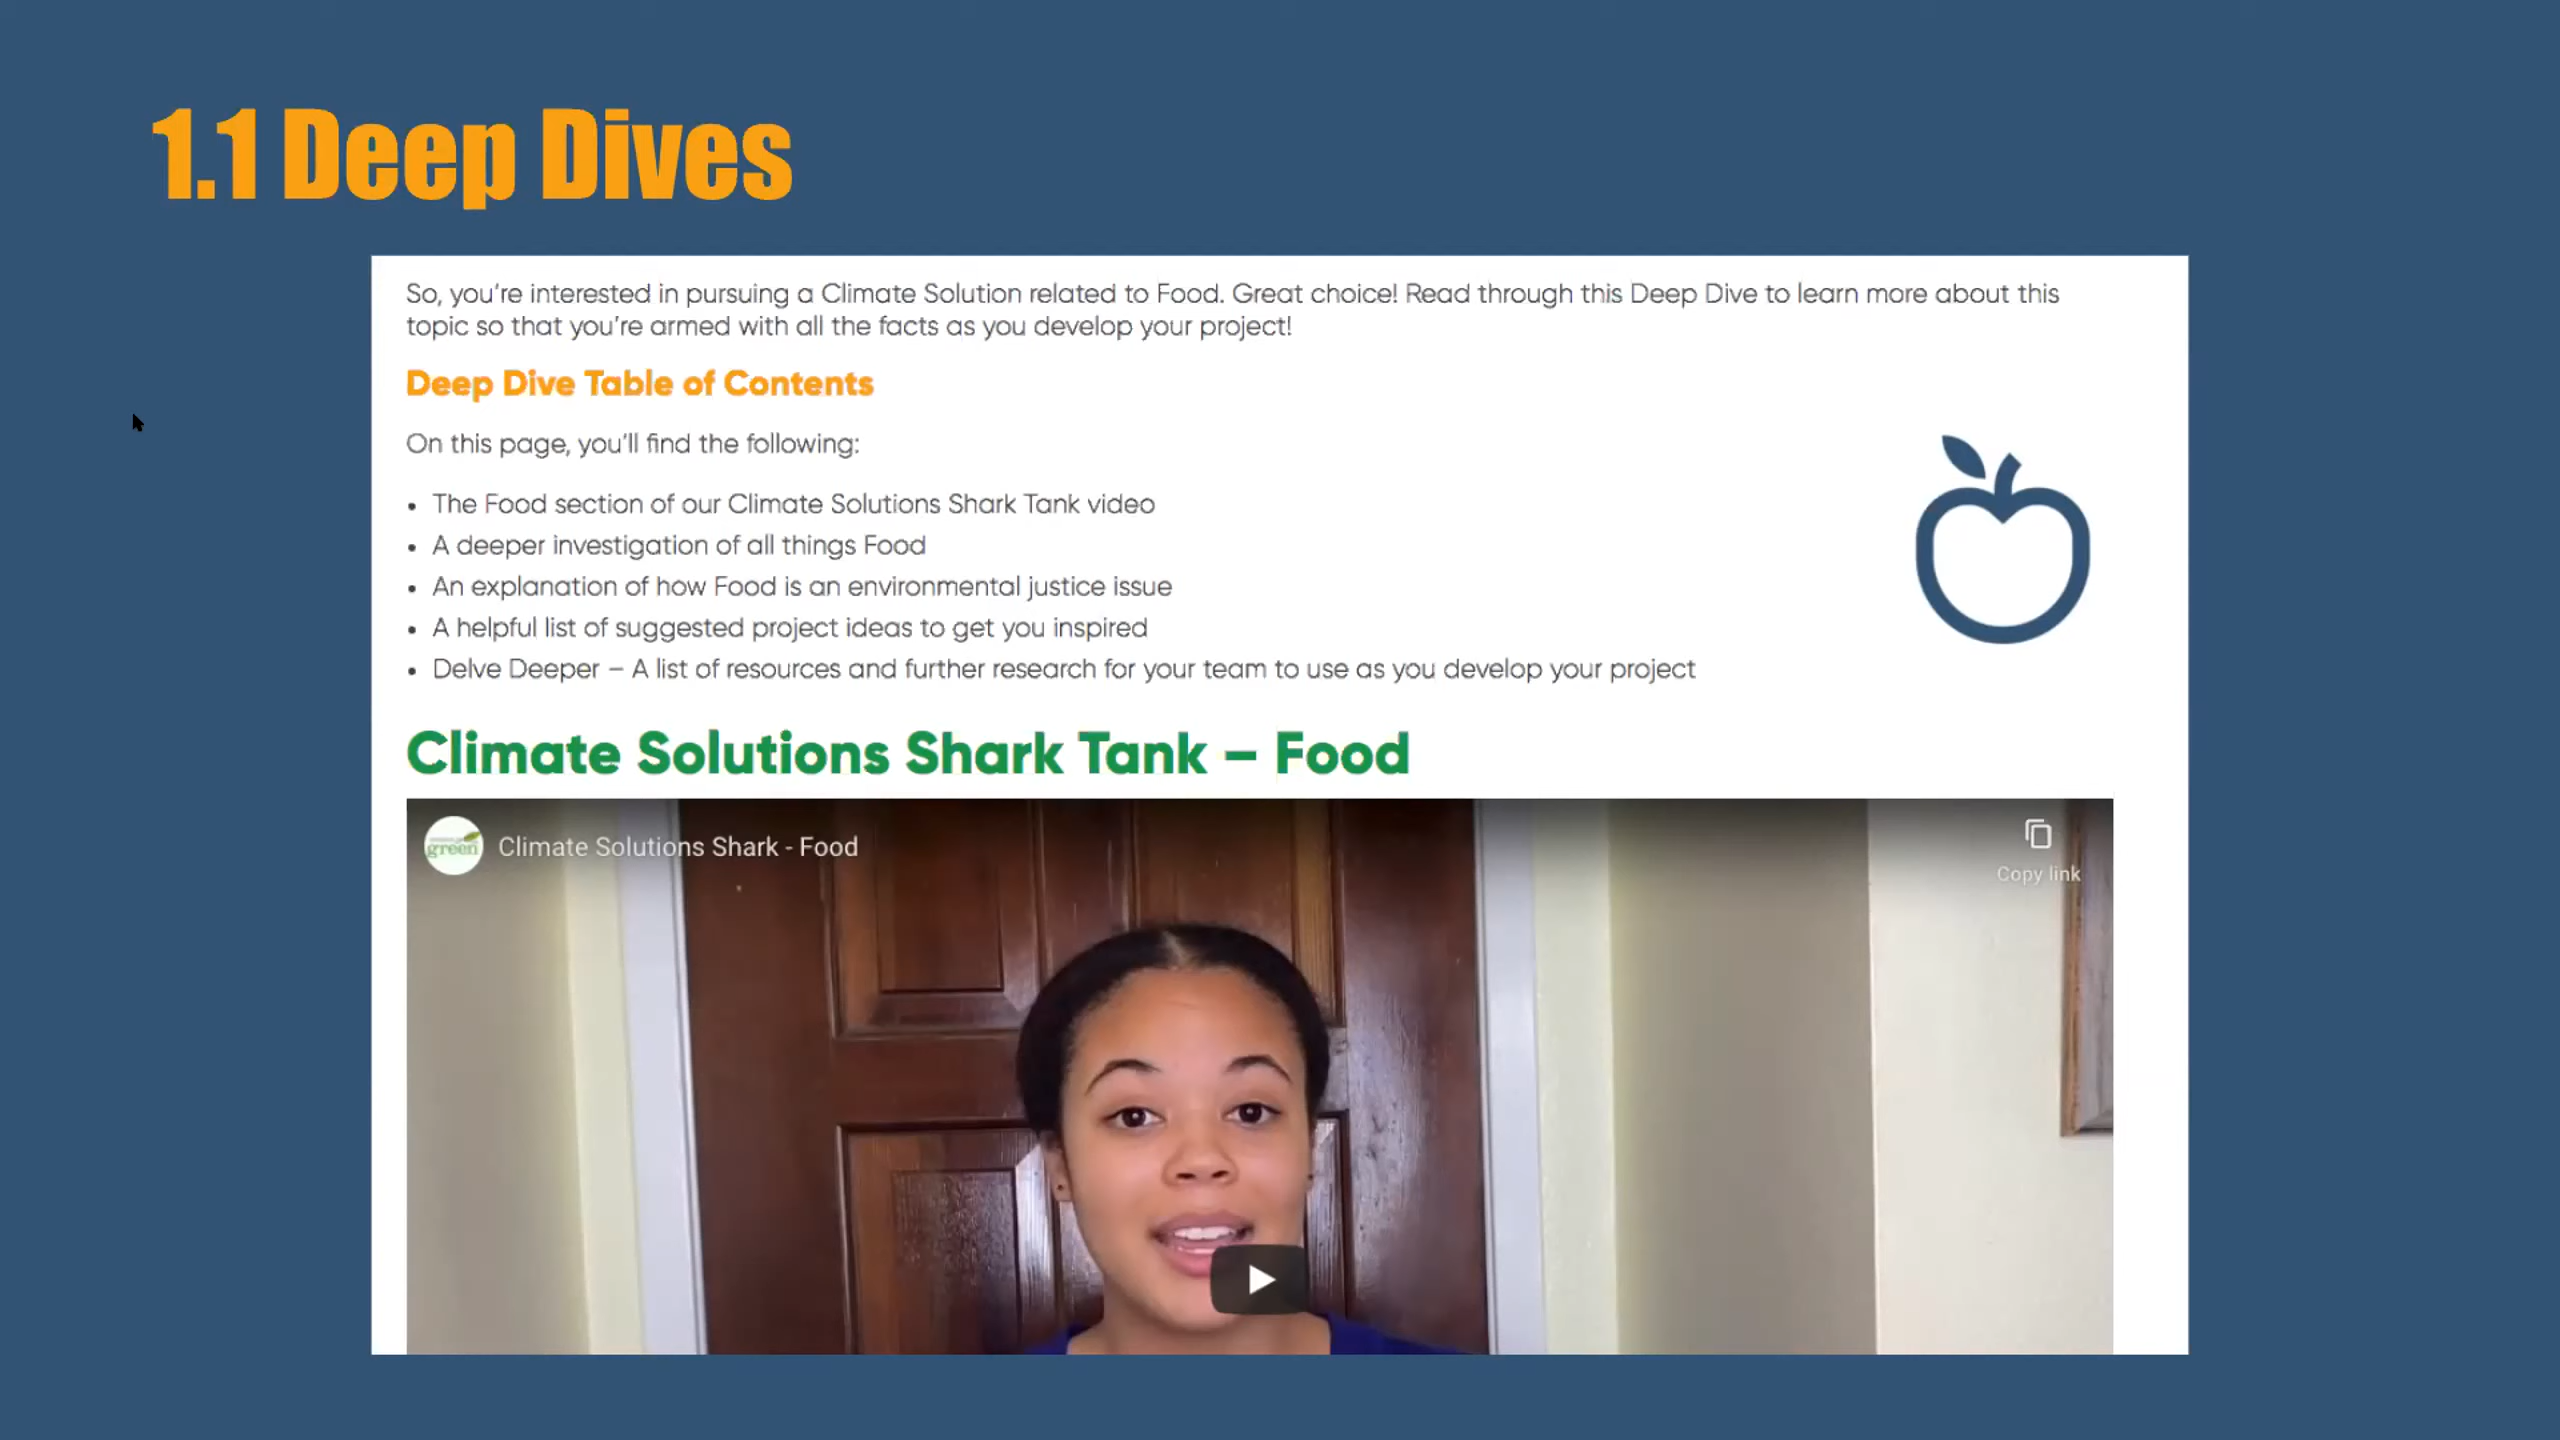 1.1 Deep Dives
So, you're interested in pursuing a Climate Solution related to Food. Great choice! Read through this Deep Dive to learn more about this
topic so that you're armed with all the facts as you develop your project!
Deep Dive Table of Contents
On this page, you'll find the following:
• The Food section of our Climate Solutions Shark Tank video
• A deeper investigation of all things Food
• An explanation of how Food is an environmental justice issue
• A helpful list of suggested project ideas to get you inspired
• Delve Deeper – A list of resources and further research for your team to use as you develop your project
Climate Solutions Shark Tank – Food
green
Climate Solutions Shark - Food
Copy link